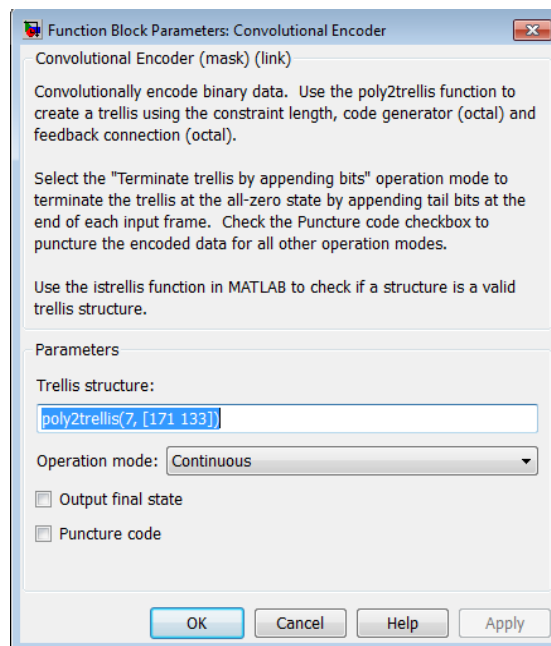 Function Block Parameters: Convolutional Encoder
Convolutional Encoder (mask) (link)
Convolutionally encode binary data.  Use the poly2trellis function to
create a trellis using the constraint length, code generator (octal) and
feedback connection (octal).
Select the "Terminate trellis by appending bits" operation mode to
terminate the trellis at the all-zero state by appending tail bits at the
end of each input frame.  Check the Puncture code checkbox to
puncture the encoded data for all other operation modes.
Use the istrellis function in MATLAB to check if a structure is a valid
trellis structure.
Parameters
Trellis structure:
poly2trellis(7, [171 133])
Operation mode: Continuous
Output final state
Puncture code
OK Cancel Help Apply